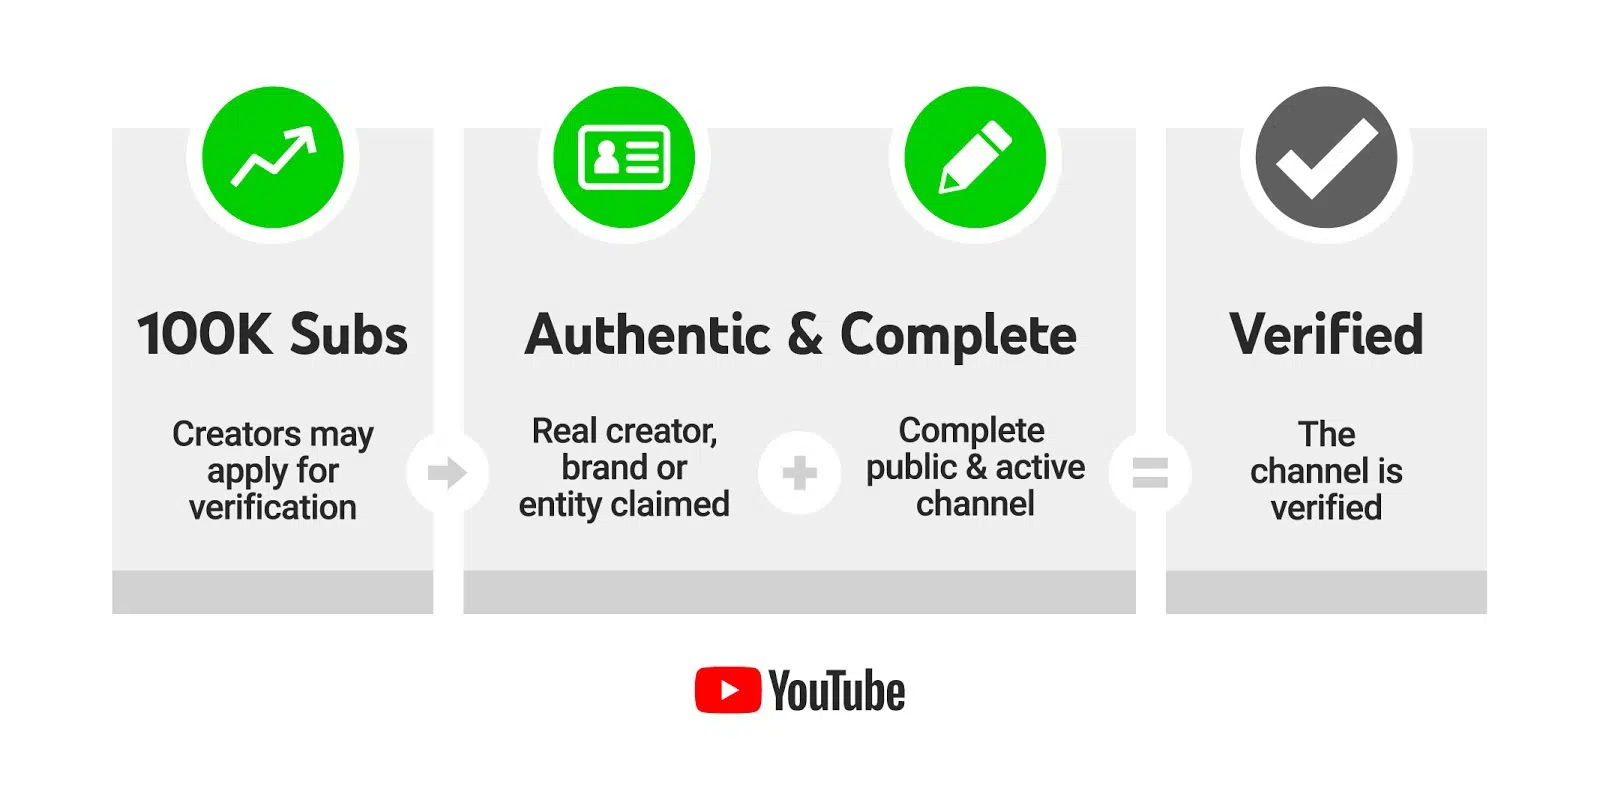 100K Subs
Creators may
apply for
verification
Authentic & Complete
Real creator,
brand or
entity claimed
Complete
public & active
channel
Verified
The
channel is
verified
YouTube